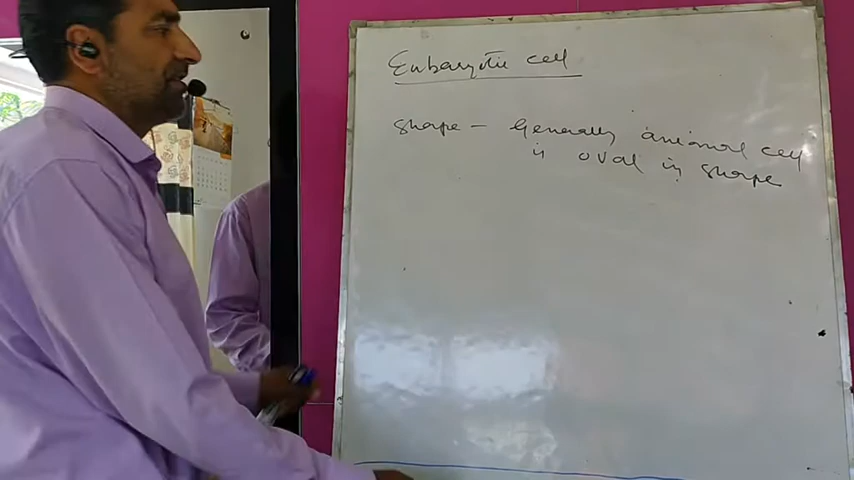 Eukaryotic cell
Shape - Generally animal cell
is oval in shape